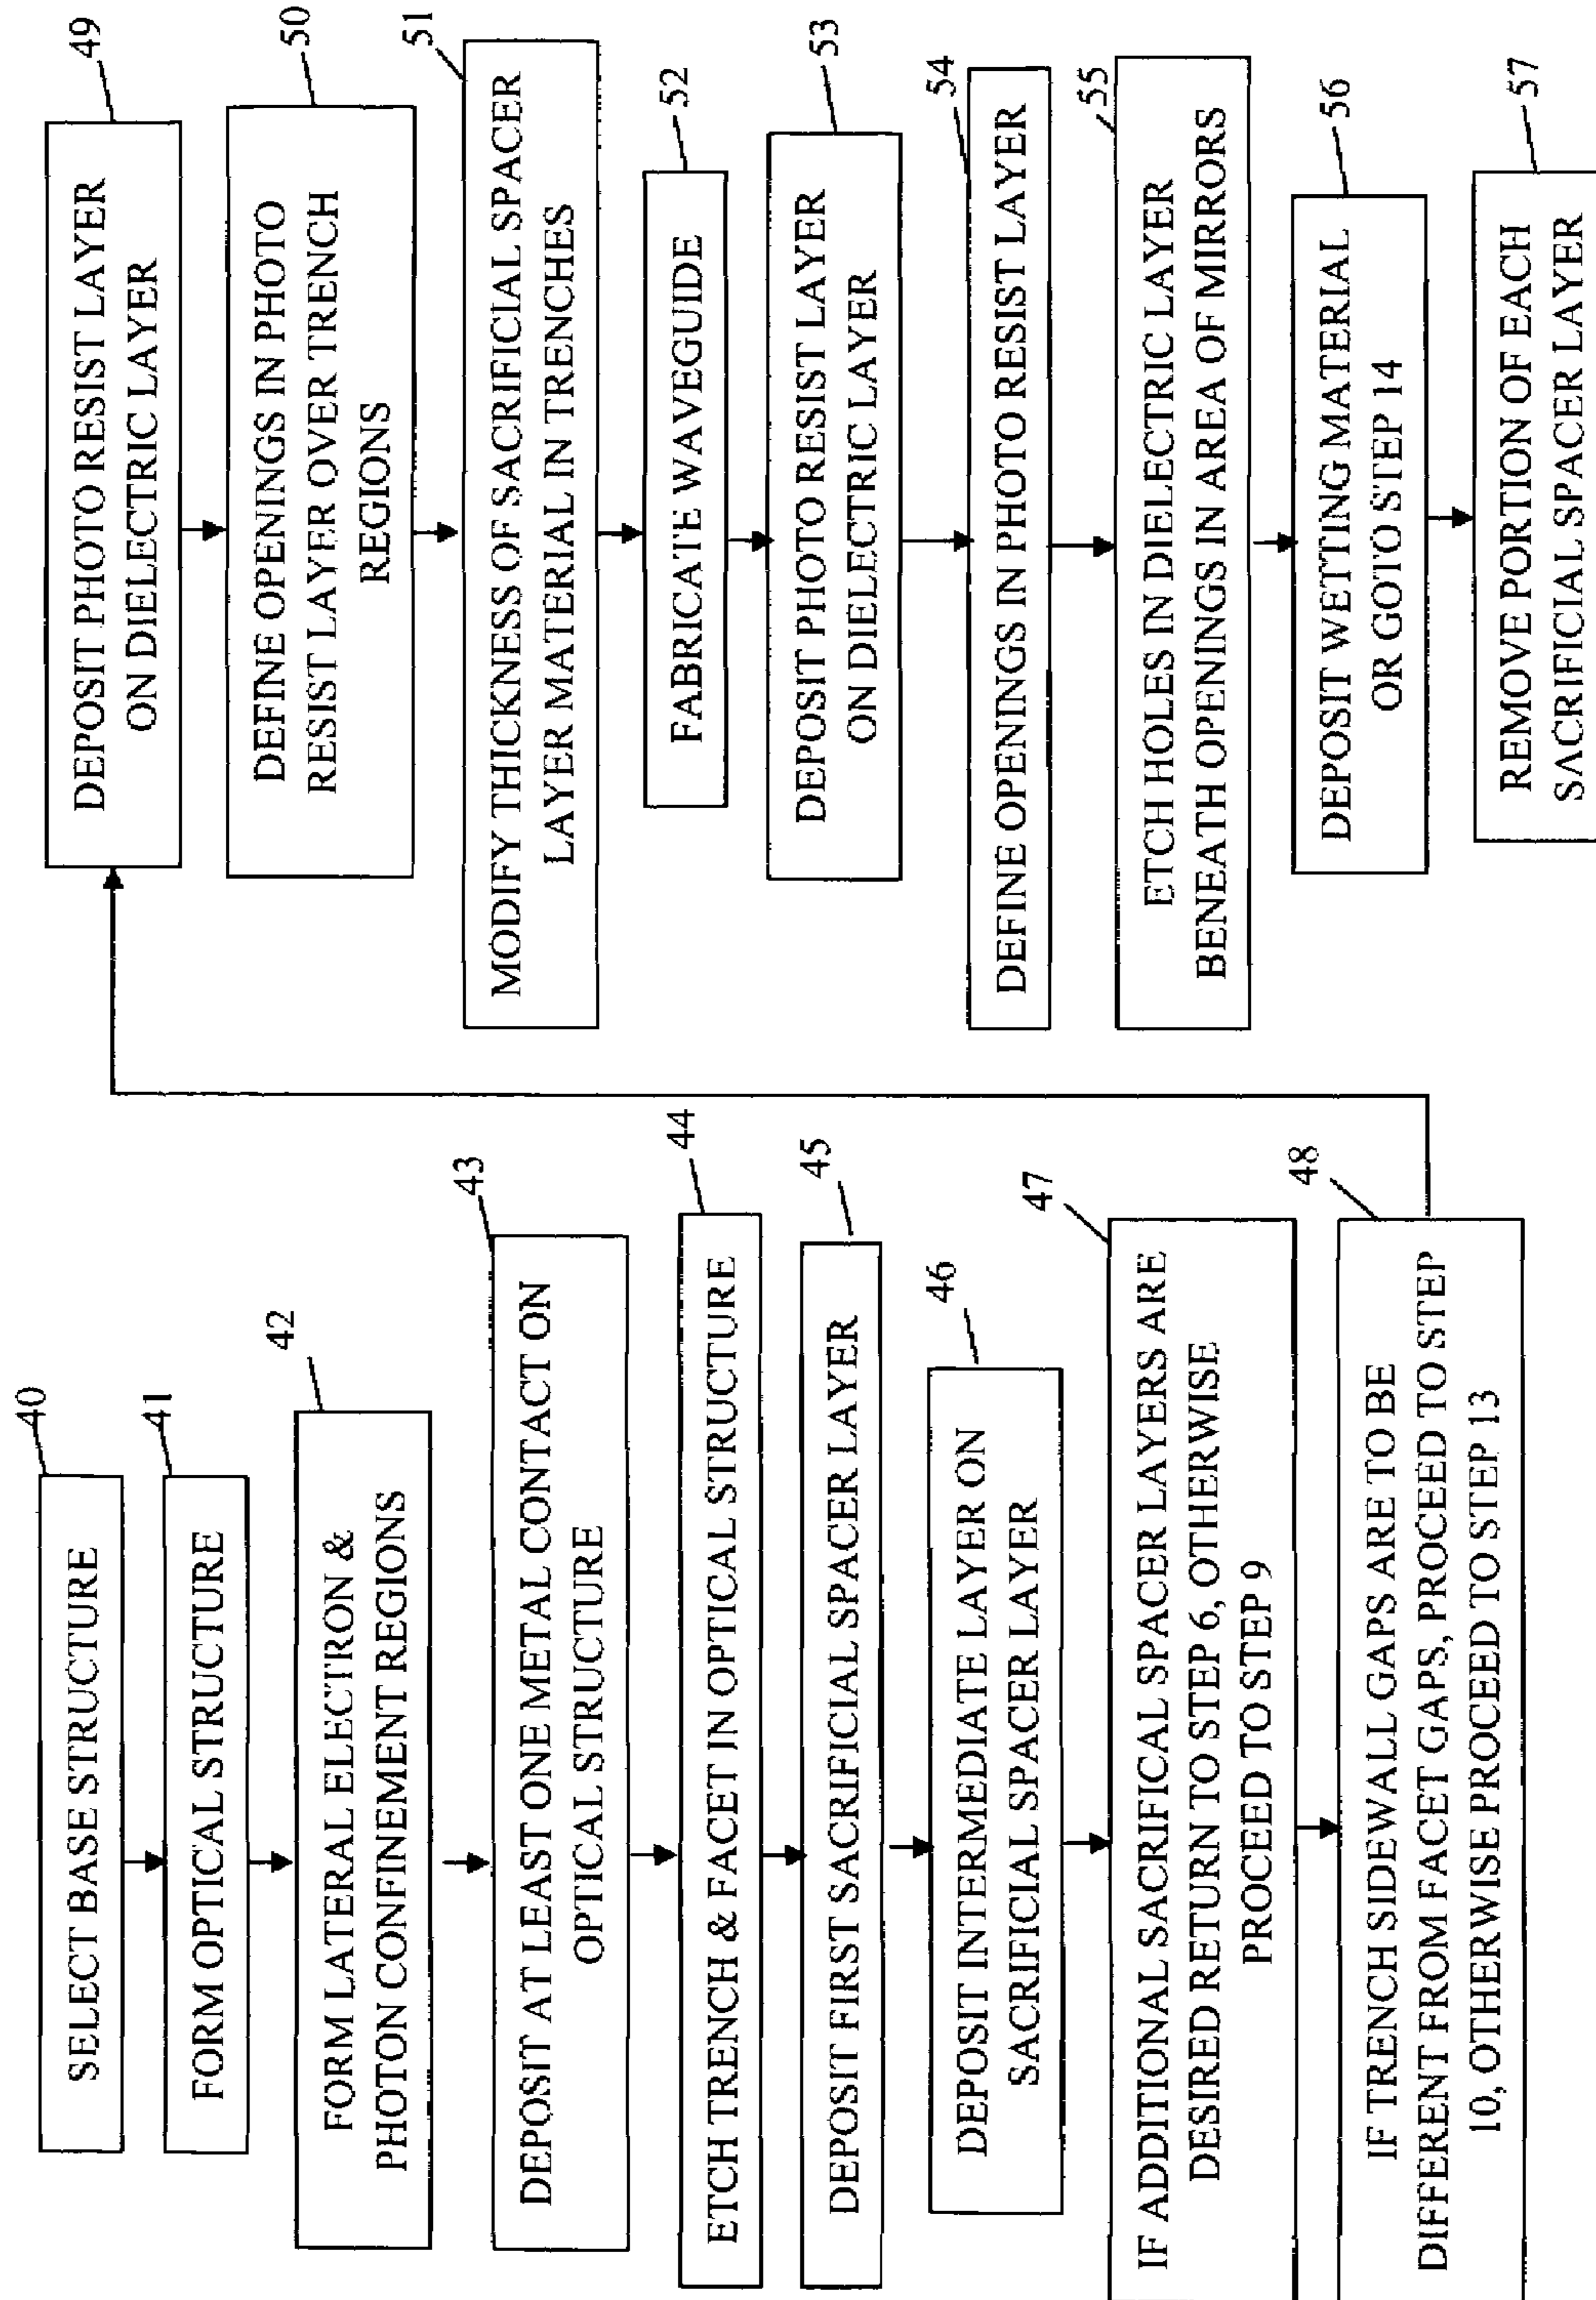 40
SELECT BASE STRUCTURE
41
FORM OPTICAL STRUCTURE
42
FORM LATERAL ELECTRON &
PHOTON CONFINEMENT REGIONS
43
DEPOSIT AT LEAST ONE METAL CONTACT ON
OPTICAL STRUCTURE
44
ETCH TRENCH & FACET IN OPTICAL STRUCTURE
45
DEPOSIT FIRST SACRIFICIAL SPACER LAYER
46
DEPOSIT INTERMEDIATE LAYER ON
SACRIFICIAL SPACER LAYER
47
IF ADDITIONAL SACRIFICAL SPACER LAYERS ARE
DESIRED RETURN TO STEP 6, OTHERWISE
PROCEED TO STEP 9
48
IF TRENCH SIDEWALL GAPS ARE TO BE
DIFFERENT FROM FACET GAPS, PROCEED TO STEP
10, OTHERWISE PROCEED TO STEP 13
49
DEPOSIT PHOTO RESIST LAYER
ON DIELECTRIC LAYER
50
DEFINE OPENINGS IN PHOTO
RESIST LAYER OVER TRENCH
REGIONS
51
MODIFY THICKNESS OF SACRIFICIAL SPACER
LAYER MATERIAL IN TRENCHES
52
FABRICATE WAVEGUIDE
53
DEPOSIT PHOTO RESIST LAYER
ON DIELECTRIC LAYER
54
DEFINE OPENINGS IN PHOTO RESIST LAYER
55
ETCH HOLES IN DIELECTRIC LAYER
BENEATH OPENINGS IN AREA OF MIRRORS
56
DEPOSIT WETTING MATERIAL
OR GOTO STEP 14
57
REMOVE PORTION OF EACH
SACRIFICIAL SPACER LAYER